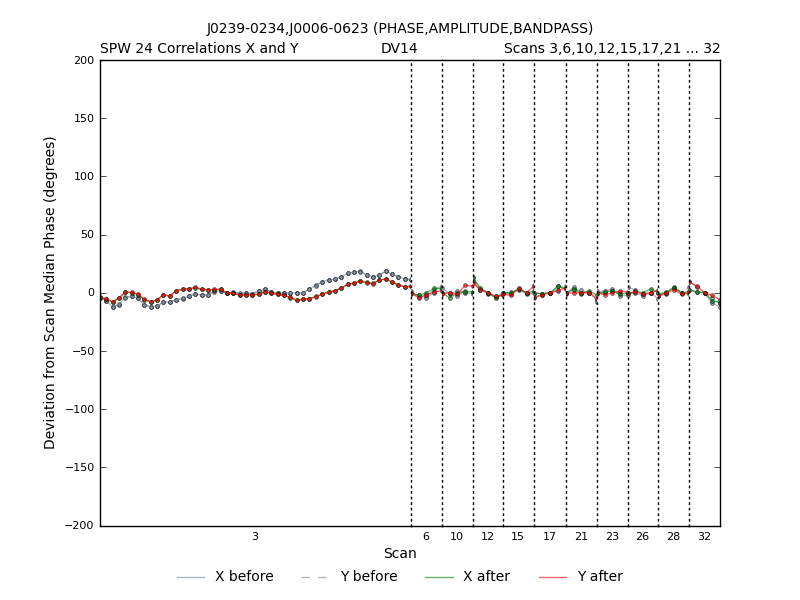 J0239-0234,J0006-0623 (PHASE,AMPLITUDE,BANDPASS)
SPW 24 Correlations X and Y DV14 Scans 3,6,10,12,15,17,21 ... 32
Deviation from Scan Median Phase (degrees)
200
150
100
50
0
−50
−100
−150
−200
3 6 10 12 15 17 21 23 26 28 32
Scan
X before Y before X after Y after